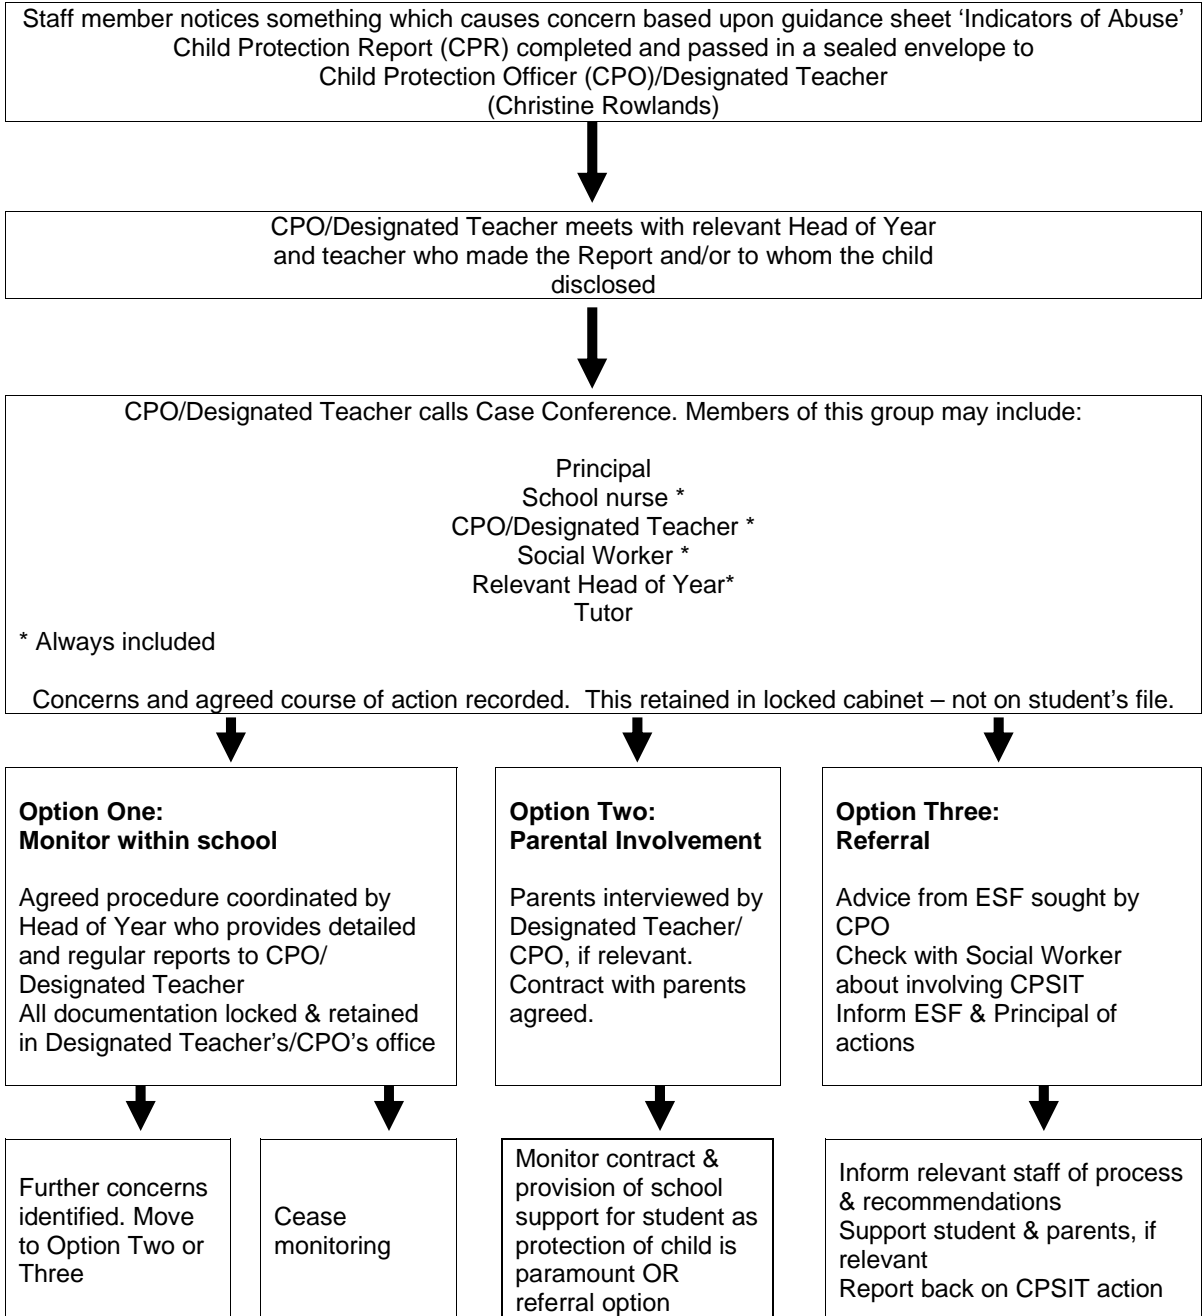 Staff member notices something which causes concern based upon guidance sheet ‘Indicators of Abuse’
Child Protection Report (CPR) completed and passed in a sealed envelope to
Child Protection Officer (CPO)/Designated Teacher
(Christine Rowlands)
CPO/Designated Teacher meets with relevant Head of Year
and teacher who made the Report and/or to whom the child
disclosed
CPO/Designated Teacher calls Case Conference. Members of this group may include:
Principal
School nurse *
CPO/Designated Teacher *
Social Worker *
Relevant Head of Year*
Tutor
* Always included
Concerns and agreed course of action recorded.  This retained in locked cabinet – not on student’s file.
Option One:
Monitor within school
Agreed procedure coordinated by
Head of Year who provides detailed
and regular reports to CPO/
Designated Teacher
All documentation locked & retained
in Designated Teacher’s/CPO’s office
Option Two:
Parental Involvement
Parents interviewed by
Designated Teacher/
CPO, if relevant.
Contract with parents
agreed.
Option Three:
Referral
Advice from ESF sought by
CPO
Check with Social Worker
about involving CPSIT
Inform ESF & Principal of
actions
Further concerns
identified. Move
to Option Two or
Three
Cease
monitoring
Monitor contract &
provision of school
support for student as
protection of child is
paramount OR
referral option
Inform relevant staff of process
& recommendations
Support student & parents, if
relevant
Report back on CPSIT action